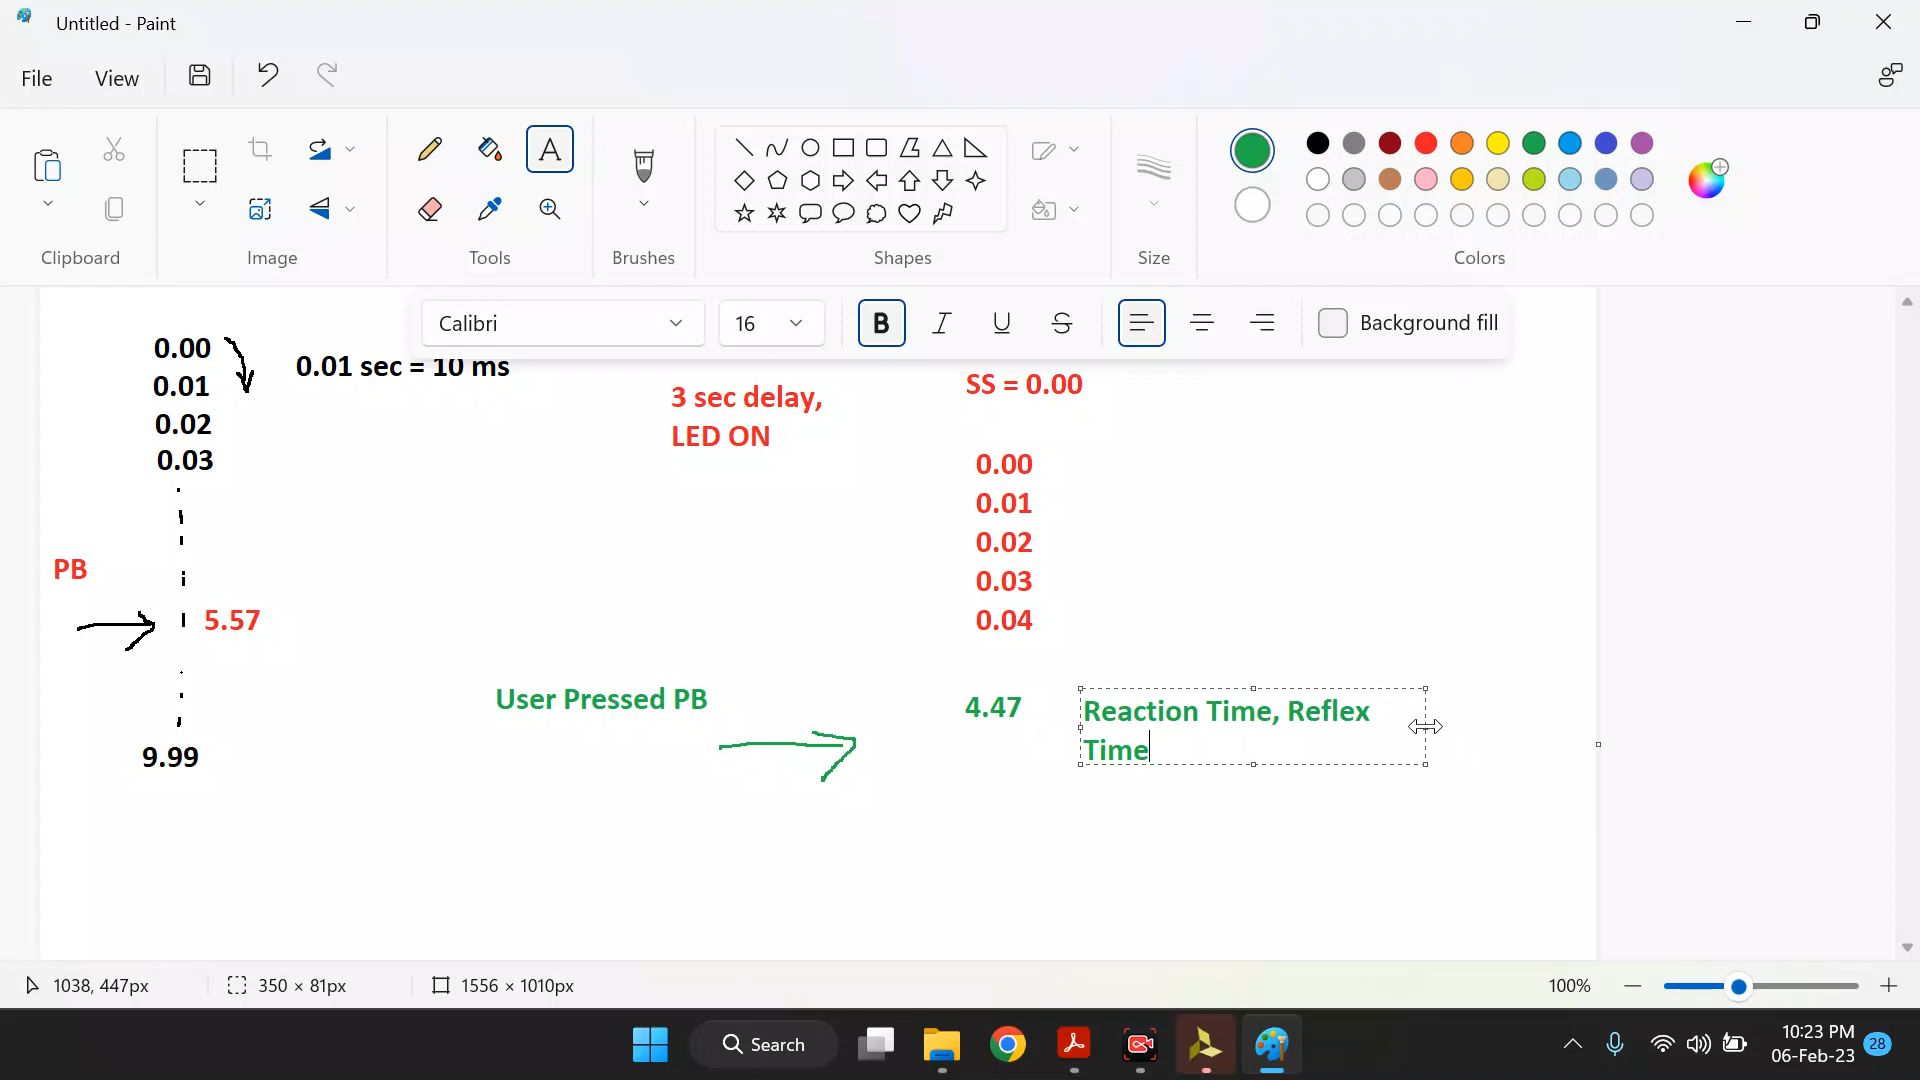 Untitled - Paint
File
View
Clipboard
Image
Tools
Brushes
Shapes
Size
Colors
Calibri
16
B
Background fill
0.00
0.01
0.02
0.03
0.01 sec = 10 ms
3 sec delay,
LED ON
SS = 0.00
0.00
0.01
0.02
0.03
0.04
PB
5.57
9.99
User Pressed PB
4.47
Reaction Time, Reflex
Time
1038, 447px
350 × 81px
1556 × 1010px
100%
Search
10:23 PM
06-Feb-23
28